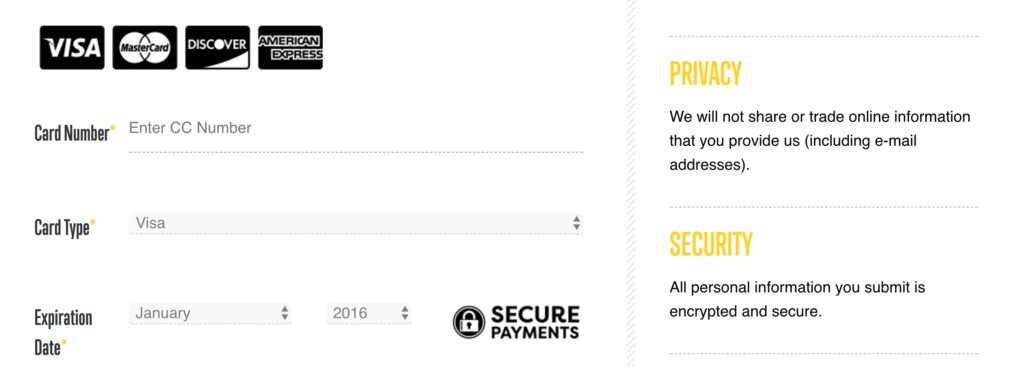 VISA MasterCard DISCOVER AMERICAN EXPRESS
Card Number* Enter CC Number
Card Type* Visa
Expiration Date* January 2016
SECURE PAYMENTS
PRIVACY
We will not share or trade online information
that you provide us (including e-mail
addresses).
SECURITY
All personal information you submit is
encrypted and secure.